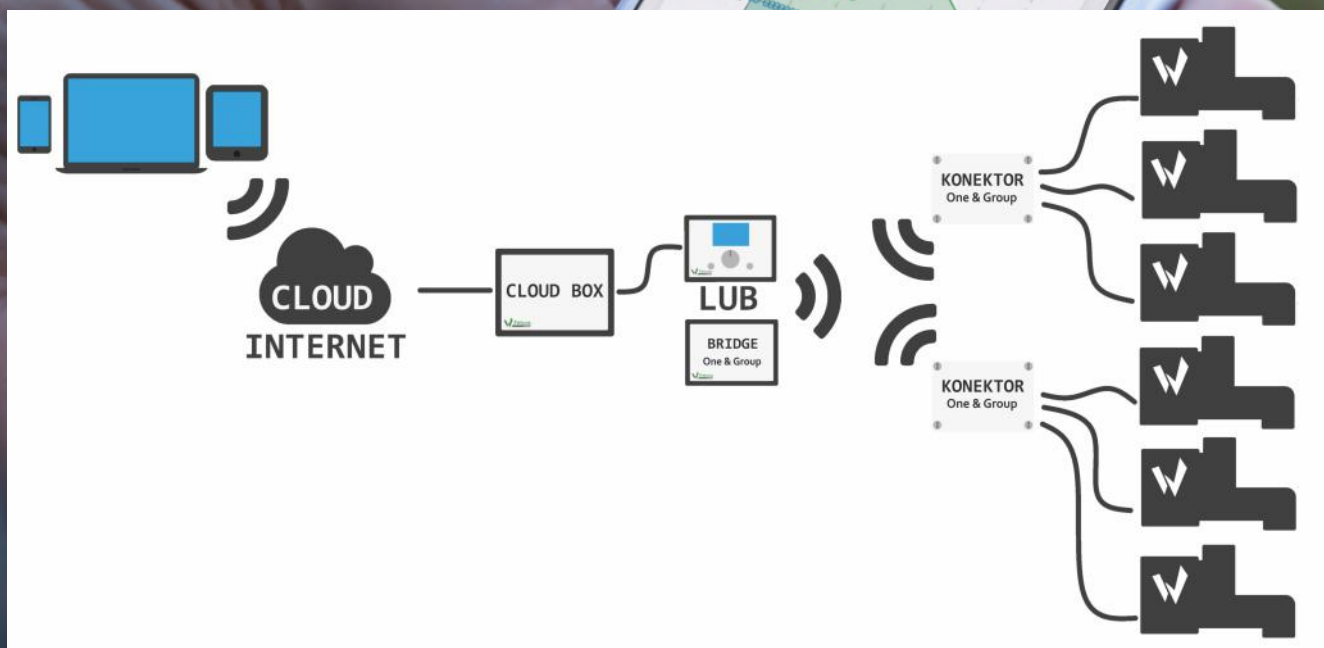 CLOUD
INTERNET
CLOUD BOX
LUB
BRIDGE
One & Group
KONEKTOR
One & Group
KONEKTOR
One & Group